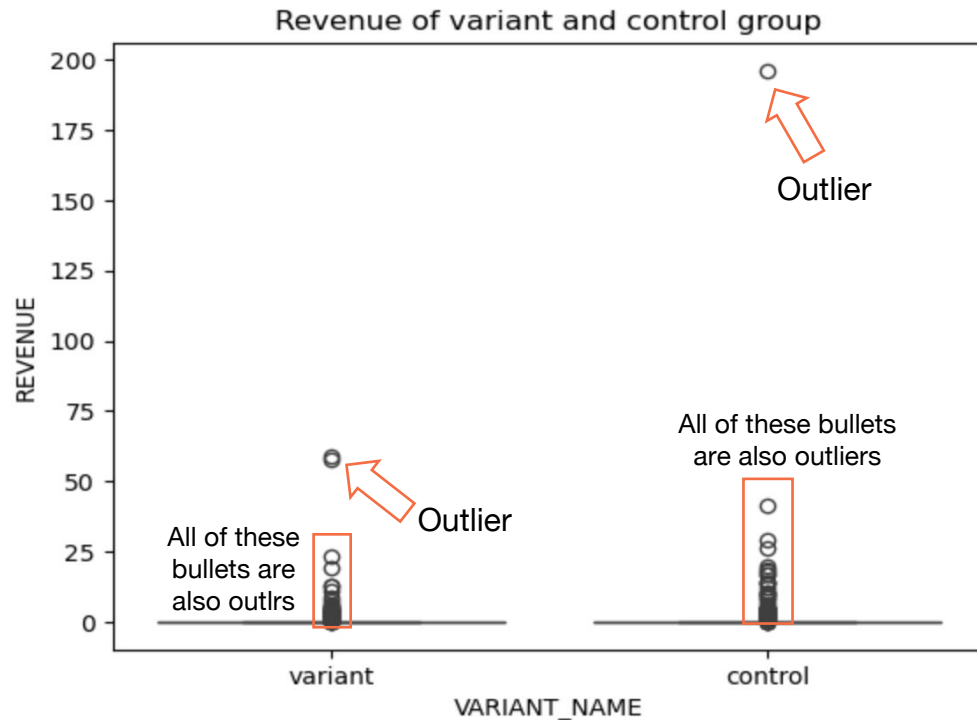 Revenue of variant and control group
200
175
150
125
100
75
50
25
0
REVENUE
Outlier
All of these bullets
are also outliers
Outlier
All of these
bullets are
also outlrs
variant
control
VARIANT_NAME